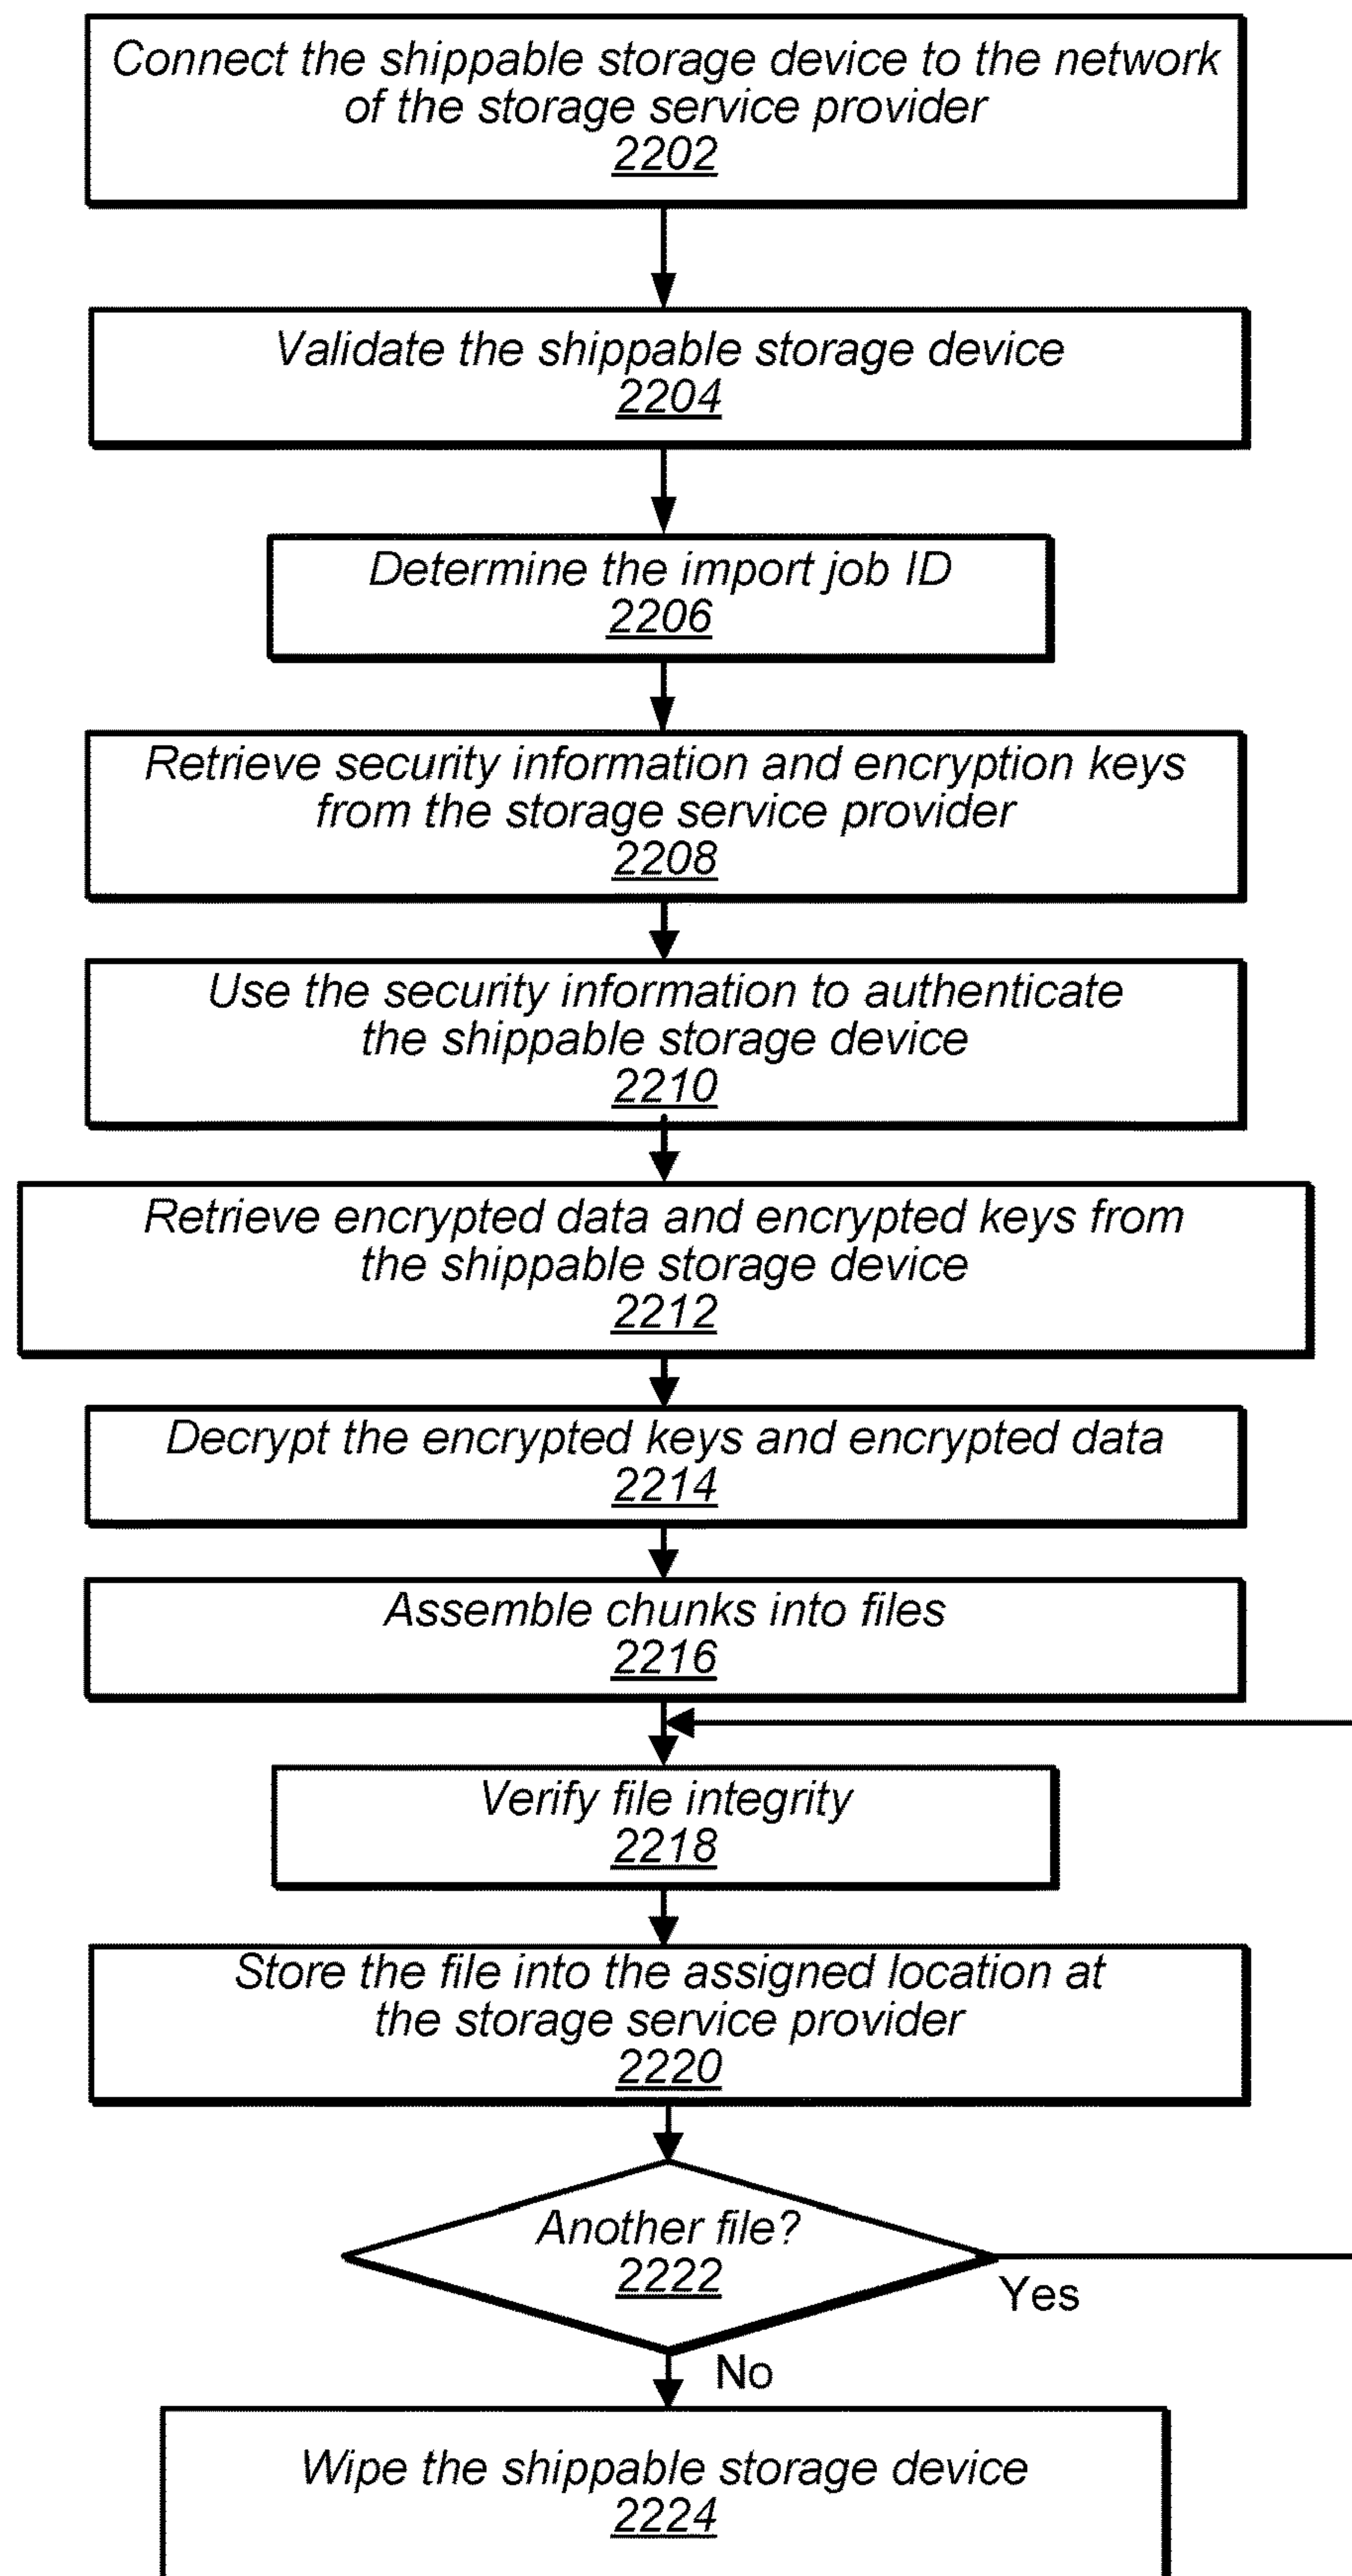 Connect the shippable storage device to the network
of the storage service provider
2202
Validate the shippable storage device
2204
Determine the import job ID
2206
Retrieve security information and encryption keys
from the storage service provider
2208
Use the security information to authenticate
the shippable storage device
2210
Retrieve encrypted data and encrypted keys from
the shippable storage device
2212
Decrypt the encrypted keys and encrypted data
2214
Assemble chunks into files
2216
Verify file integrity
2218
Store the file into the assigned location at
the storage service provider
2220
Another file?
2222
Yes
No
Wipe the shippable storage device
2224